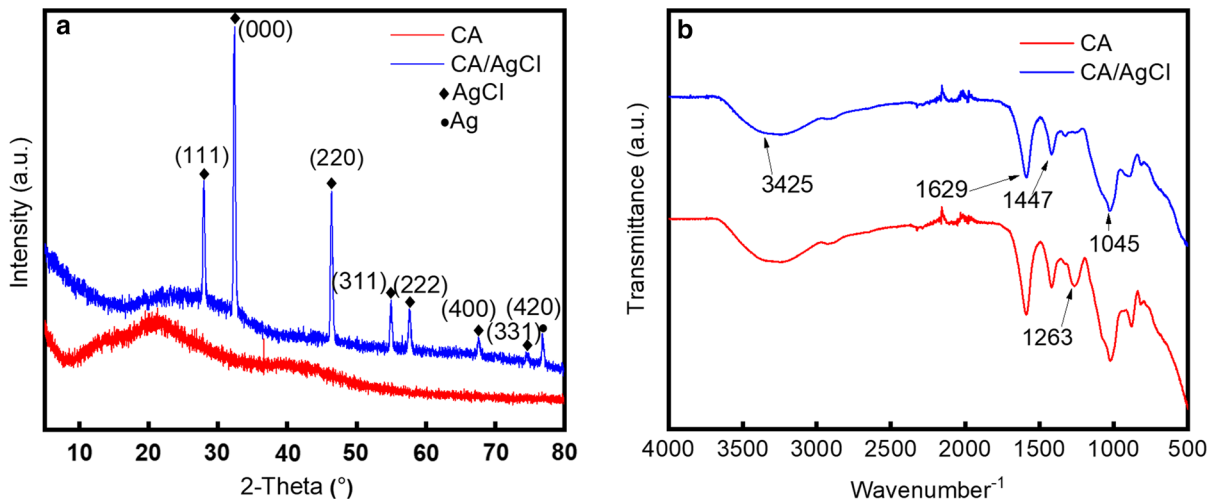 a
(000)
CA
CA/AgCl
AgCl
Ag
(111)
(220)
(311)
(222)
(400)
(420)
(331)
Intensity (a.u.)
10 20 30 40 50 60 70 80
2-Theta (°)
b
CA
CA/AgCl
3425
1629
1447
1045
1263
Transmittance (a.u.)
4000 3500 3000 2500 2000 1500 1000 500
Wavenumber-1